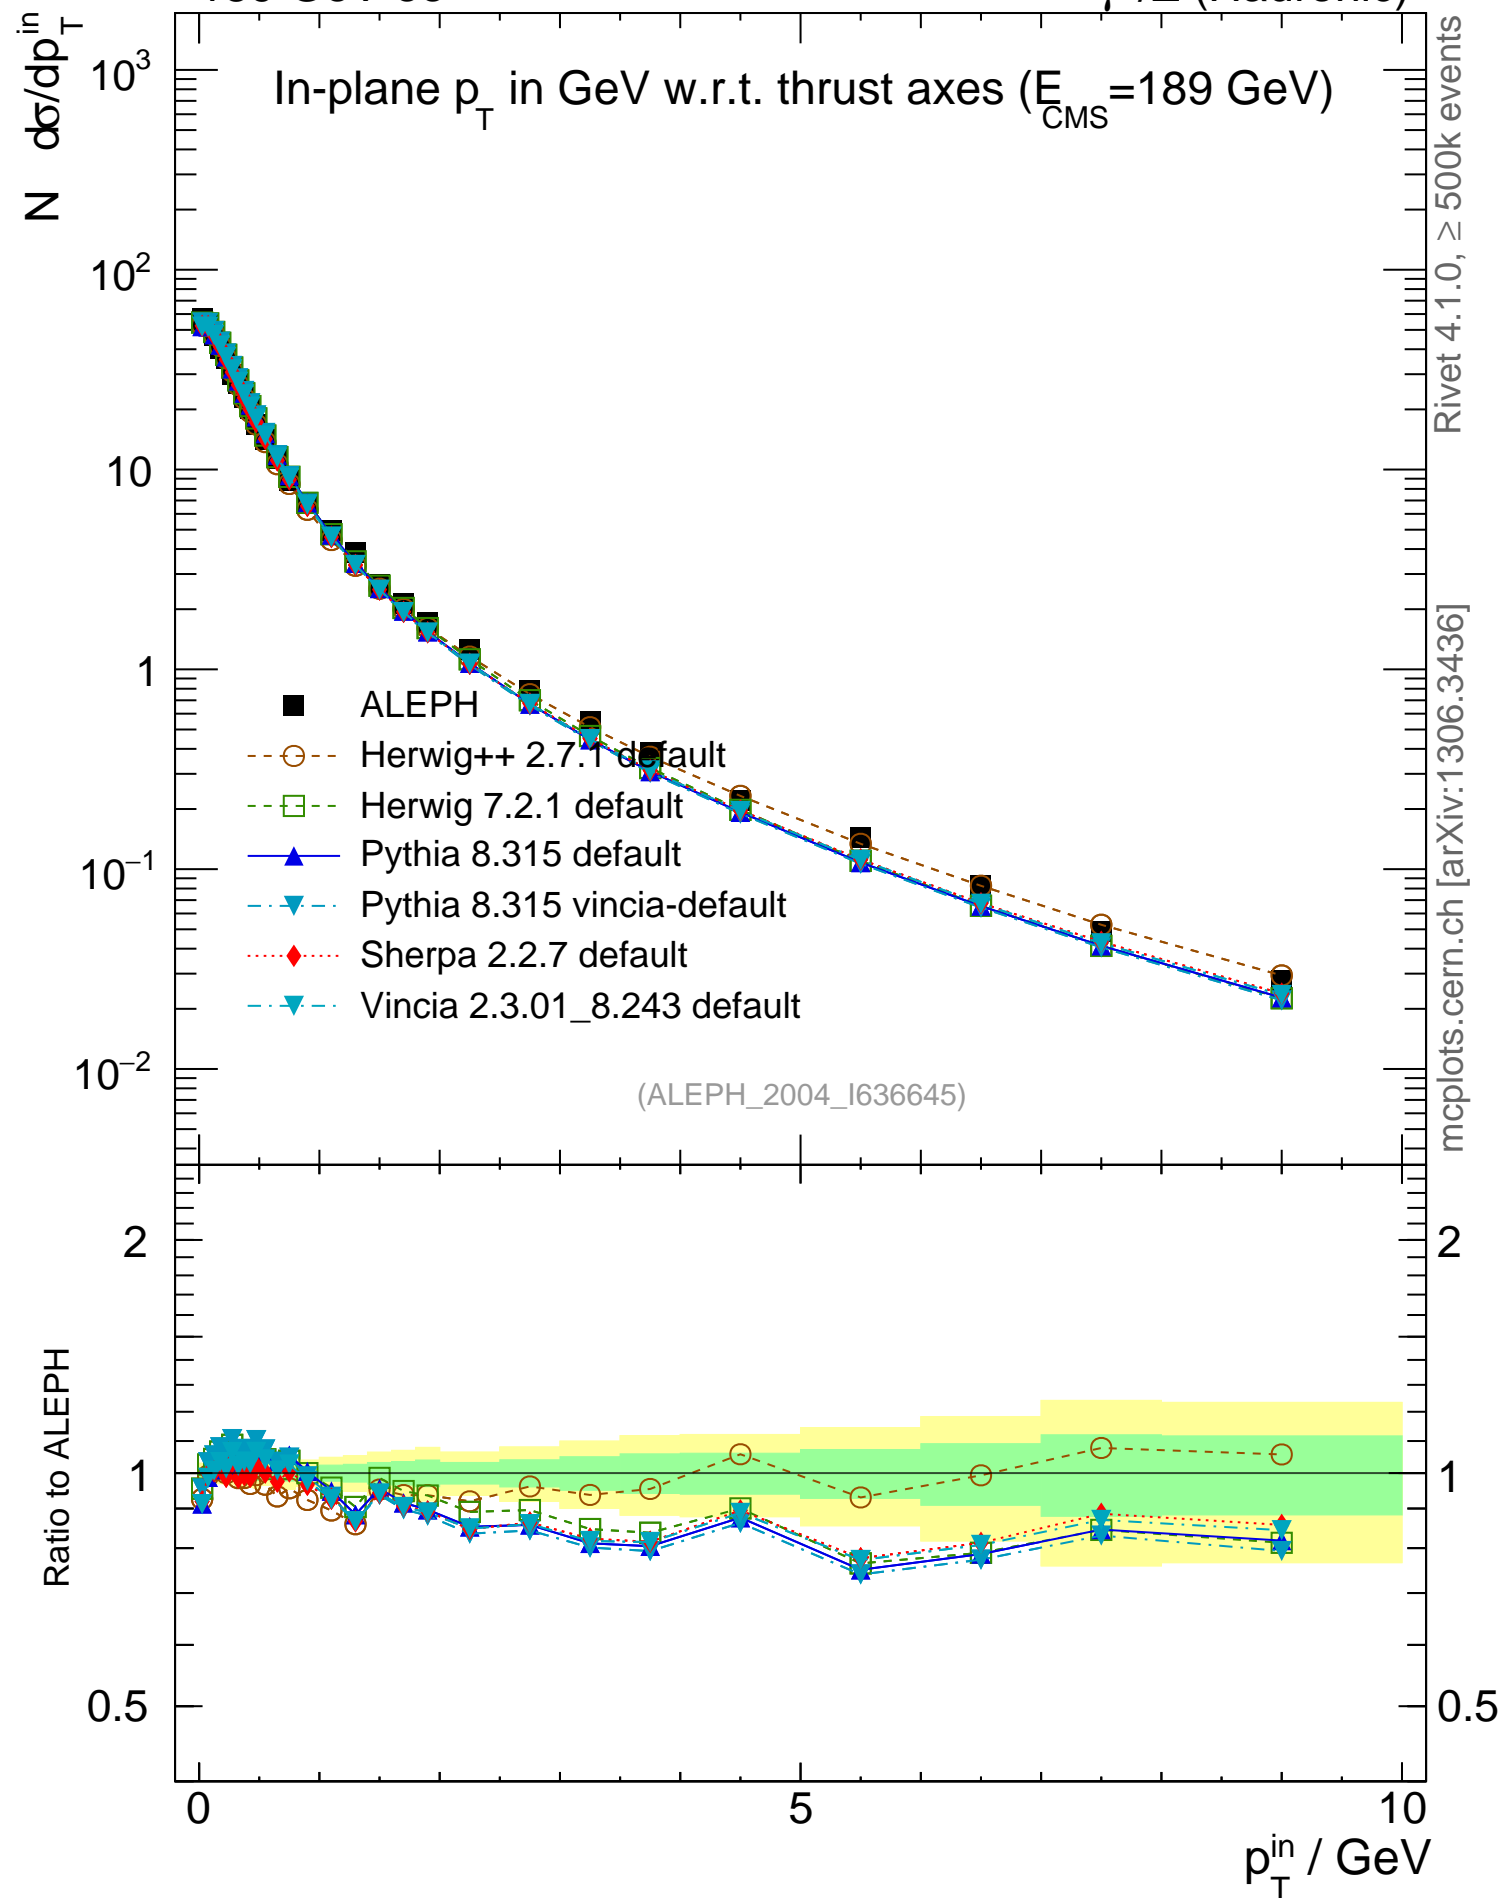 In-plane p_T in GeV w.r.t. thrust axes (E_CMS=189 GeV)
N dσ/dp_T^in
10^3
10^2
10
1
10^−1
10^−2
ALEPH
Herwig++ 2.7.1 default
Herwig 7.2.1 default
Pythia 8.315 default
Pythia 8.315 vincia-default
Sherpa 2.2.7 default
Vincia 2.3.01_8.243 default
(ALEPH_2004_I636645)
Rivet 4.1.0, ≥ 500k events
mcplots.cern.ch [arXiv:1306.3436]
Ratio to ALEPH
2
1
0.5
2
1
0.5
0 5 10
p_T^in / GeV